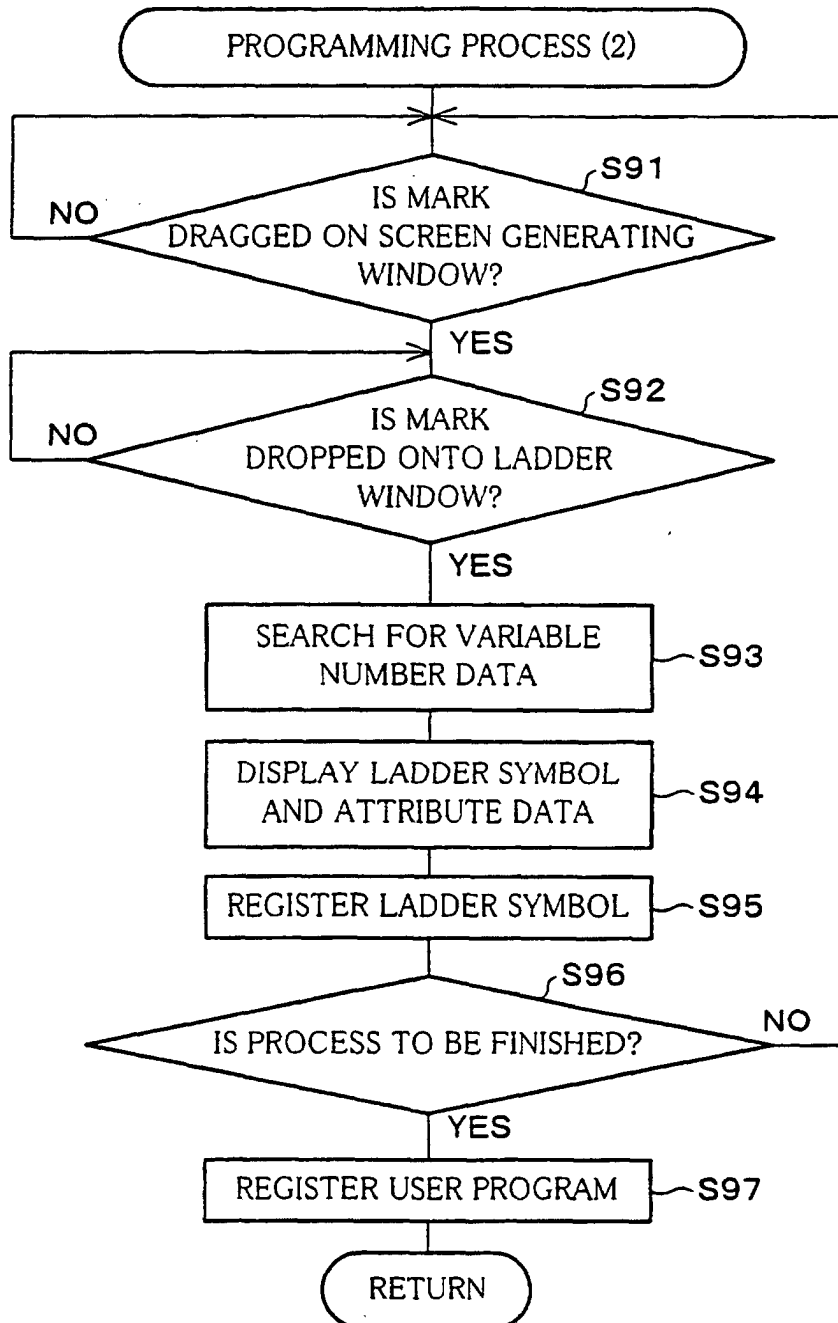 PROGRAMMING PROCESS (2)
S91
IS MARK
DRAGGED ON SCREEN GENERATING
WINDOW?
NO
YES
S92
IS MARK
DROPPED ONTO LADDER
WINDOW?
NO
YES
SEARCH FOR VARIABLE
NUMBER DATA
S93
DISPLAY LADDER SYMBOL
AND ATTRIBUTE DATA
S94
REGISTER LADDER SYMBOL
S95
S96
IS PROCESS TO BE FINISHED?
NO
YES
REGISTER USER PROGRAM
S97
RETURN